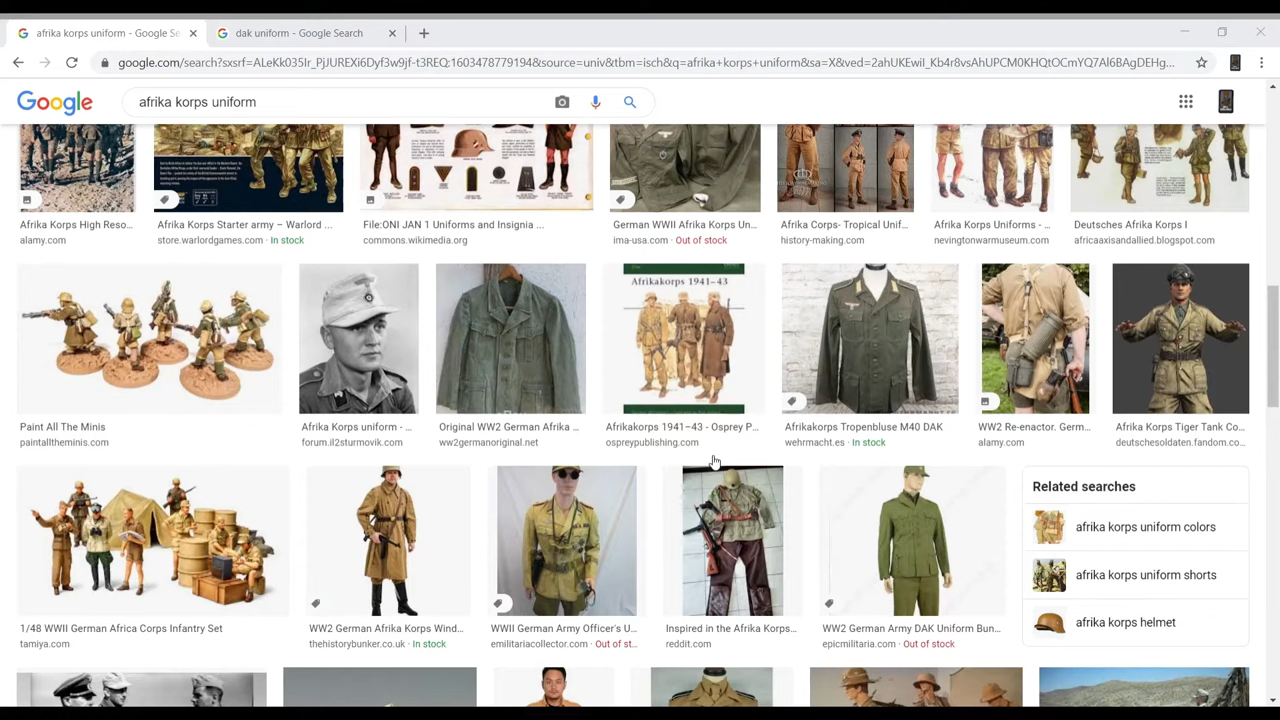 afrika korps uniform - Google Se
dak uniform - Google Search
google.com/search?sxsrf=ALeKk035Ir_PjJUREXi6Dyf3w9jf-t3REQ:1603478779194&source=univ&tbm=isch&q=afrika+korps+uniform&sa=X&ved=2ahUKEwiI_Kb4r8vsAhUPCM0KHQtOCmYQ7Al6BAgDEHg...
Google
afrika korps uniform
Afrika Korps High Reso...
alamy.com
Afrika Korps Starter army – Warlord ...
store.warlordgames.com · In stock
File:ONI JAN 1 Uniforms and Insignia ...
commons.wikimedia.org
German WWII Afrika Korps Un...
ima-usa.com · Out of stock
Afrika Corps- Tropical Unif...
history-making.com
Afrika Korps Uniforms - ...
nevingtonwarmuseum.com
Deutsches Afrika Korps I
africaaxisandallied.blogspot.com
Afrikakorps 1941–43
Paint All The Minis
paintalltheminis.com
Afrika Korps uniform - ...
forum.il2sturmovik.com
Original WW2 German Afrika ...
ww2germanoriginal.net
Afrikakorps 1941–43 - Osprey P...
ospreypublishing.com
Afrikakorps Tropenbluse M40 DAK
wehrmacht.es · In stock
WW2 Re-enactor. Germ...
alamy.com
Afrika Korps Tiger Tank Co...
deutschesoldaten.fandom.co...
Related searches
afrika korps uniform colors
afrika korps uniform shorts
afrika korps helmet
1/48 WWII German Africa Corps Infantry Set
tamiya.com
WW2 German Afrika Korps Wind...
thehistorybunker.co.uk · In stock
WWII German Army Officer's U...
emilitariacollector.com · Out of st...
Inspired in the Afrika Korps...
reddit.com
WW2 German Army DAK Uniform Bun...
epicmilitaria.com · Out of stock